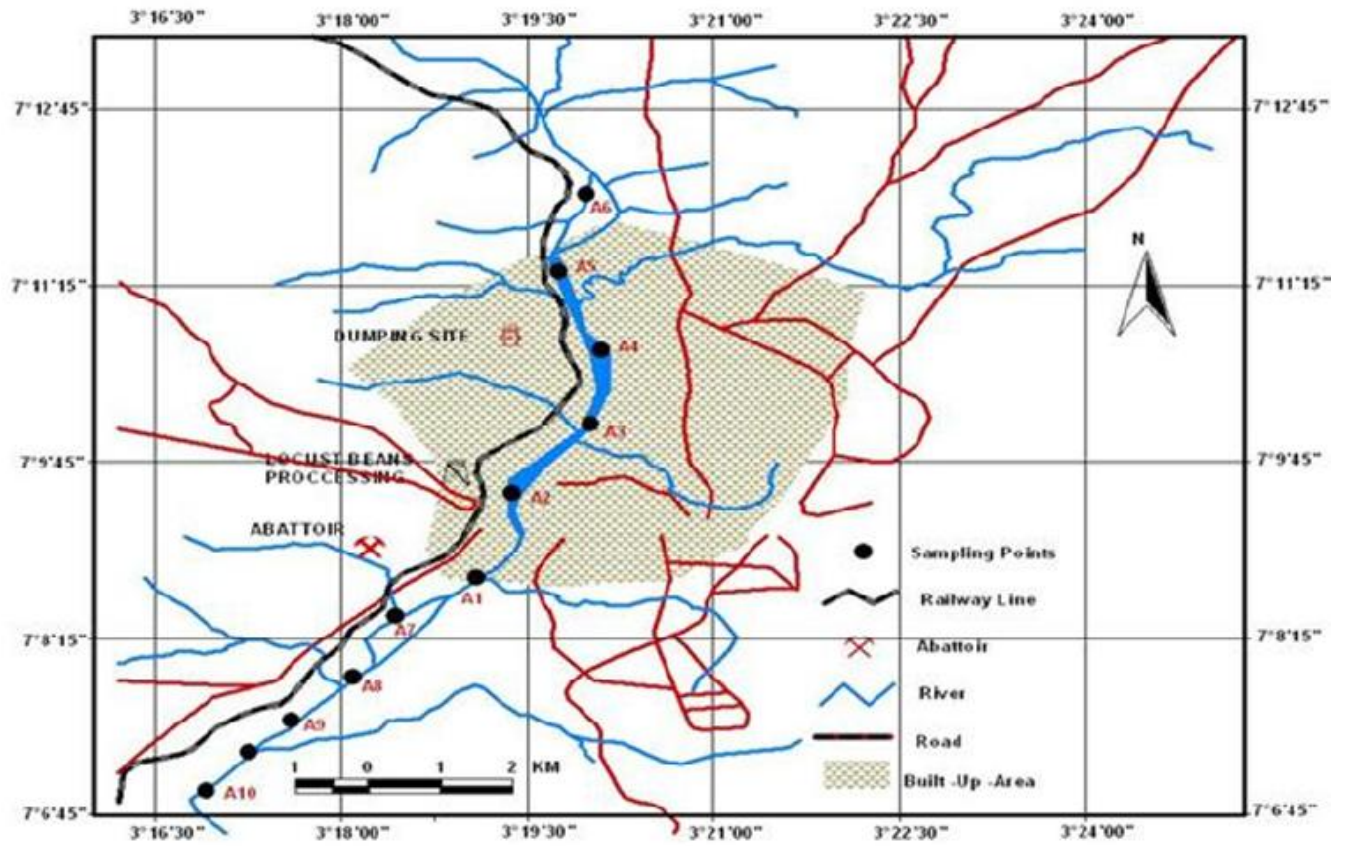 3°16'30" 3°18'00" 3°19'30" 3°21'00" 3°22'30" 3°24'00"
7°12'45" 7°12'45"
A6
N
A5
7°11'15" 7°11'15"
DUMPING SITE
A4
A3
7°9'45" 7°9'45"
LOCUST BEANS
PROCCESSING
A2
ABATTOIR
Sampling Points
A1
Railway Line
A7
7°8'15" 7°8'15"
Abattoir
A8
River
A9
Road
1 0 1 2 KM
Built -Up -Area
A10
7°6'45" 7°6'45"
3°16'30" 3°18'00" 3°19'30" 3°21'00" 3°22'30" 3°24'00"